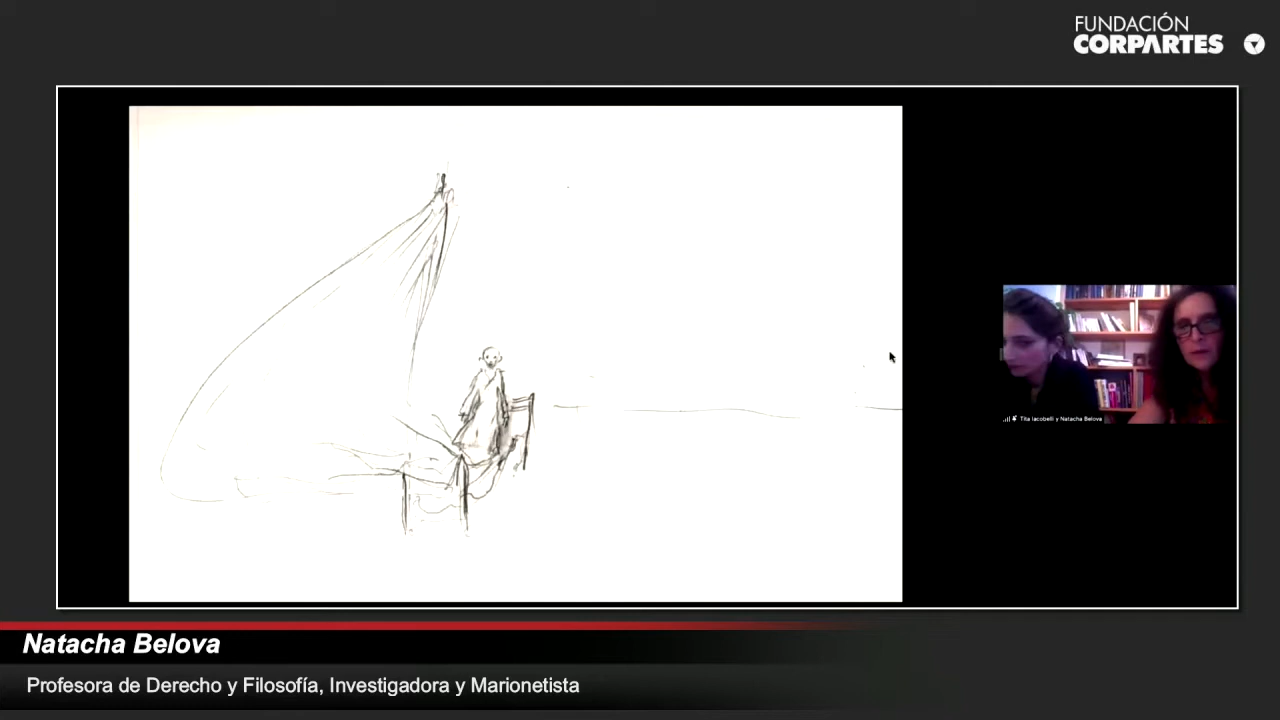 FUNDACIÓN
CORPARTES
Tita Iacobelli y Natacha Belova
Natacha Belova
Profesora de Derecho y Filosofía, Investigadora y Marionetista